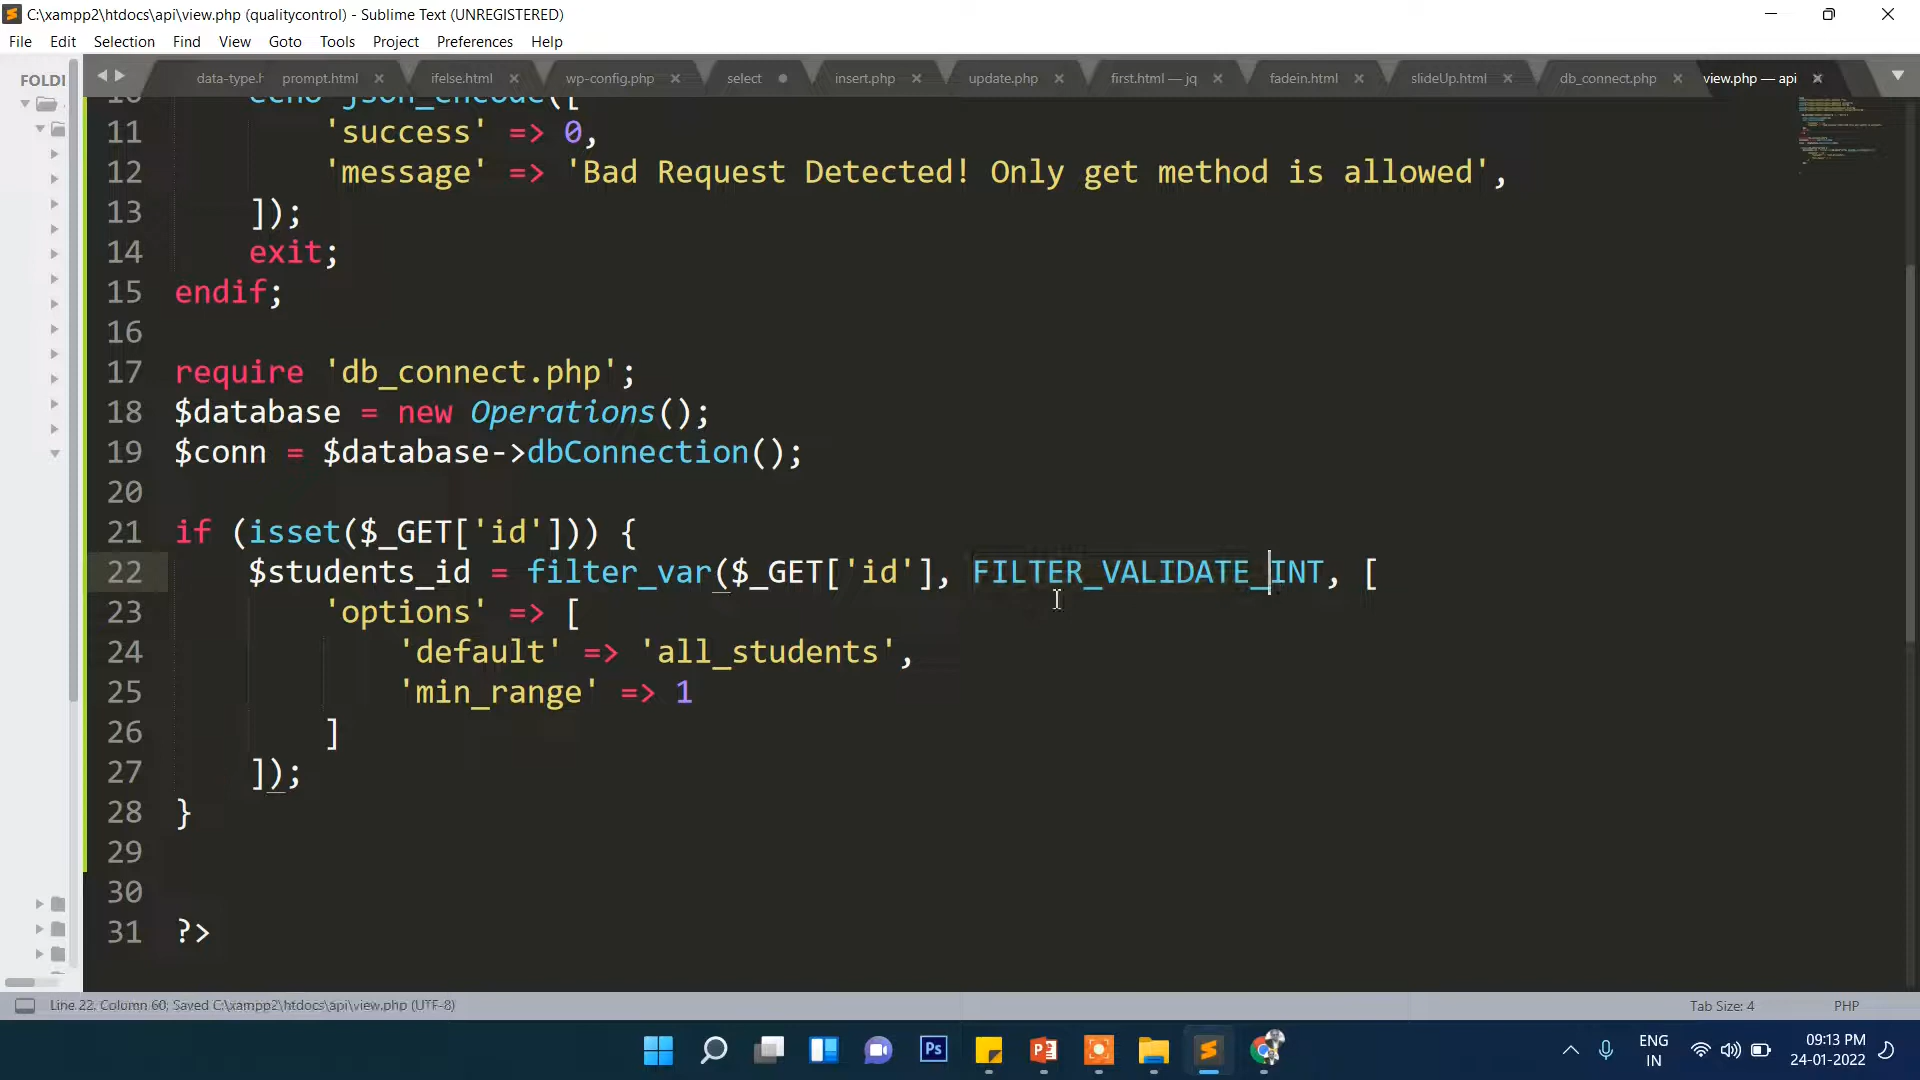 C:\xampp2\htdocs\api\view.php (qualitycontrol) - Sublime Text (UNREGISTERED)
File Edit Selection Find View Goto Tools Project Preferences Help
FOLDI
data-type.h prompt.html ifelse.html wp-config.php select insert.php update.php first.html — jq fadein.html slideUp.html db_connect.php view.php — api
10 echo json_encode([
11 'success' => 0,
12 'message' => 'Bad Request Detected! Only get method is allowed',
13 ]);
14 exit;
15 endif;
16
17 require 'db_connect.php';
18 $database = new Operations();
19 $conn = $database->dbConnection();
20
21 if (isset($_GET['id'])) {
22 $students_id = filter_var($_GET['id'], FILTER_VALIDATE_INT, [
23 'options' => [
24 'default' => 'all_students',
25 'min_range' => 1
26 ]
27 ]);
28 }
29
30
31 ?>
Line 22, Column 60; Saved C:\xampp2\htdocs\api\view.php (UTF-8) Tab Size: 4 PHP
Ps
ENG
IN
09:13 PM
24-01-2022